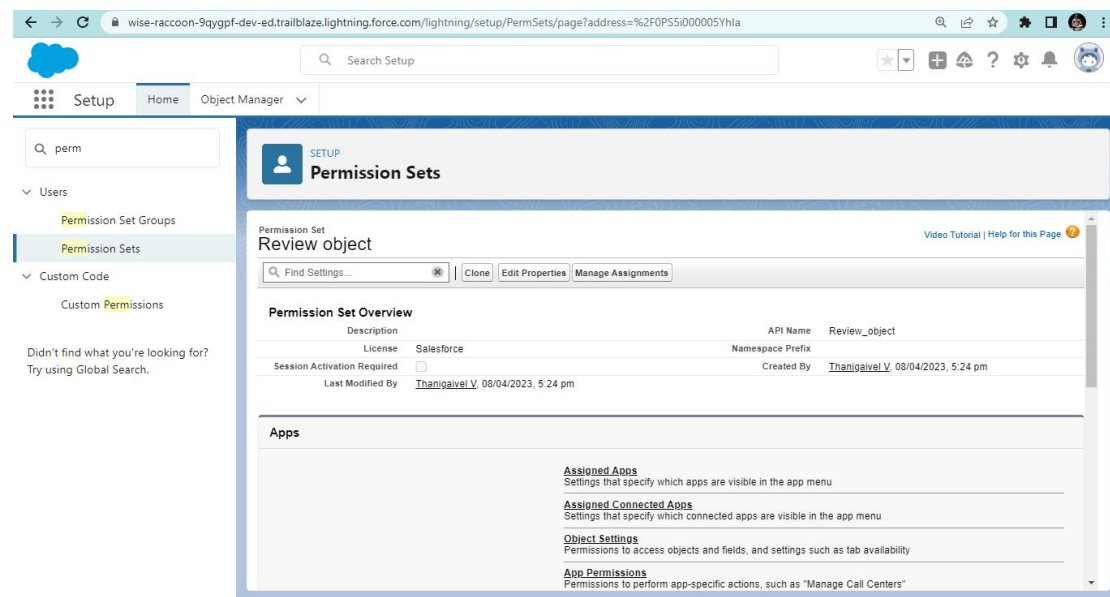 wise-raccoon-9qygpf-dev-ed.trailblaze.lightning.force.com/lightning/setup/PermSets/page?address=%2F0PS5i000005Yhla
Search Setup
Setup Home Object Manager
perm
Users
Permission Set Groups
Permission Sets
Custom Code
Custom Permissions
Didn't find what you're looking for?
Try using Global Search.
SETUP
Permission Sets
Permission Set
Review object
Video Tutorial | Help for this Page
Find Settings... Clone Edit Properties Manage Assignments
Permission Set Overview
Description API Name Review_object
License Salesforce Namespace Prefix
Session Activation Required Created By Thanigaivel V, 08/04/2023, 5:24 pm
Last Modified By Thanigaivel V, 08/04/2023, 5:24 pm
Apps
Assigned Apps
Settings that specify which apps are visible in the app menu
Assigned Connected Apps
Settings that specify which connected apps are visible in the app menu
Object Settings
Permissions to access objects and fields, and settings such as tab availability
App Permissions
Permissions to perform app-specific actions, such as "Manage Call Centers"